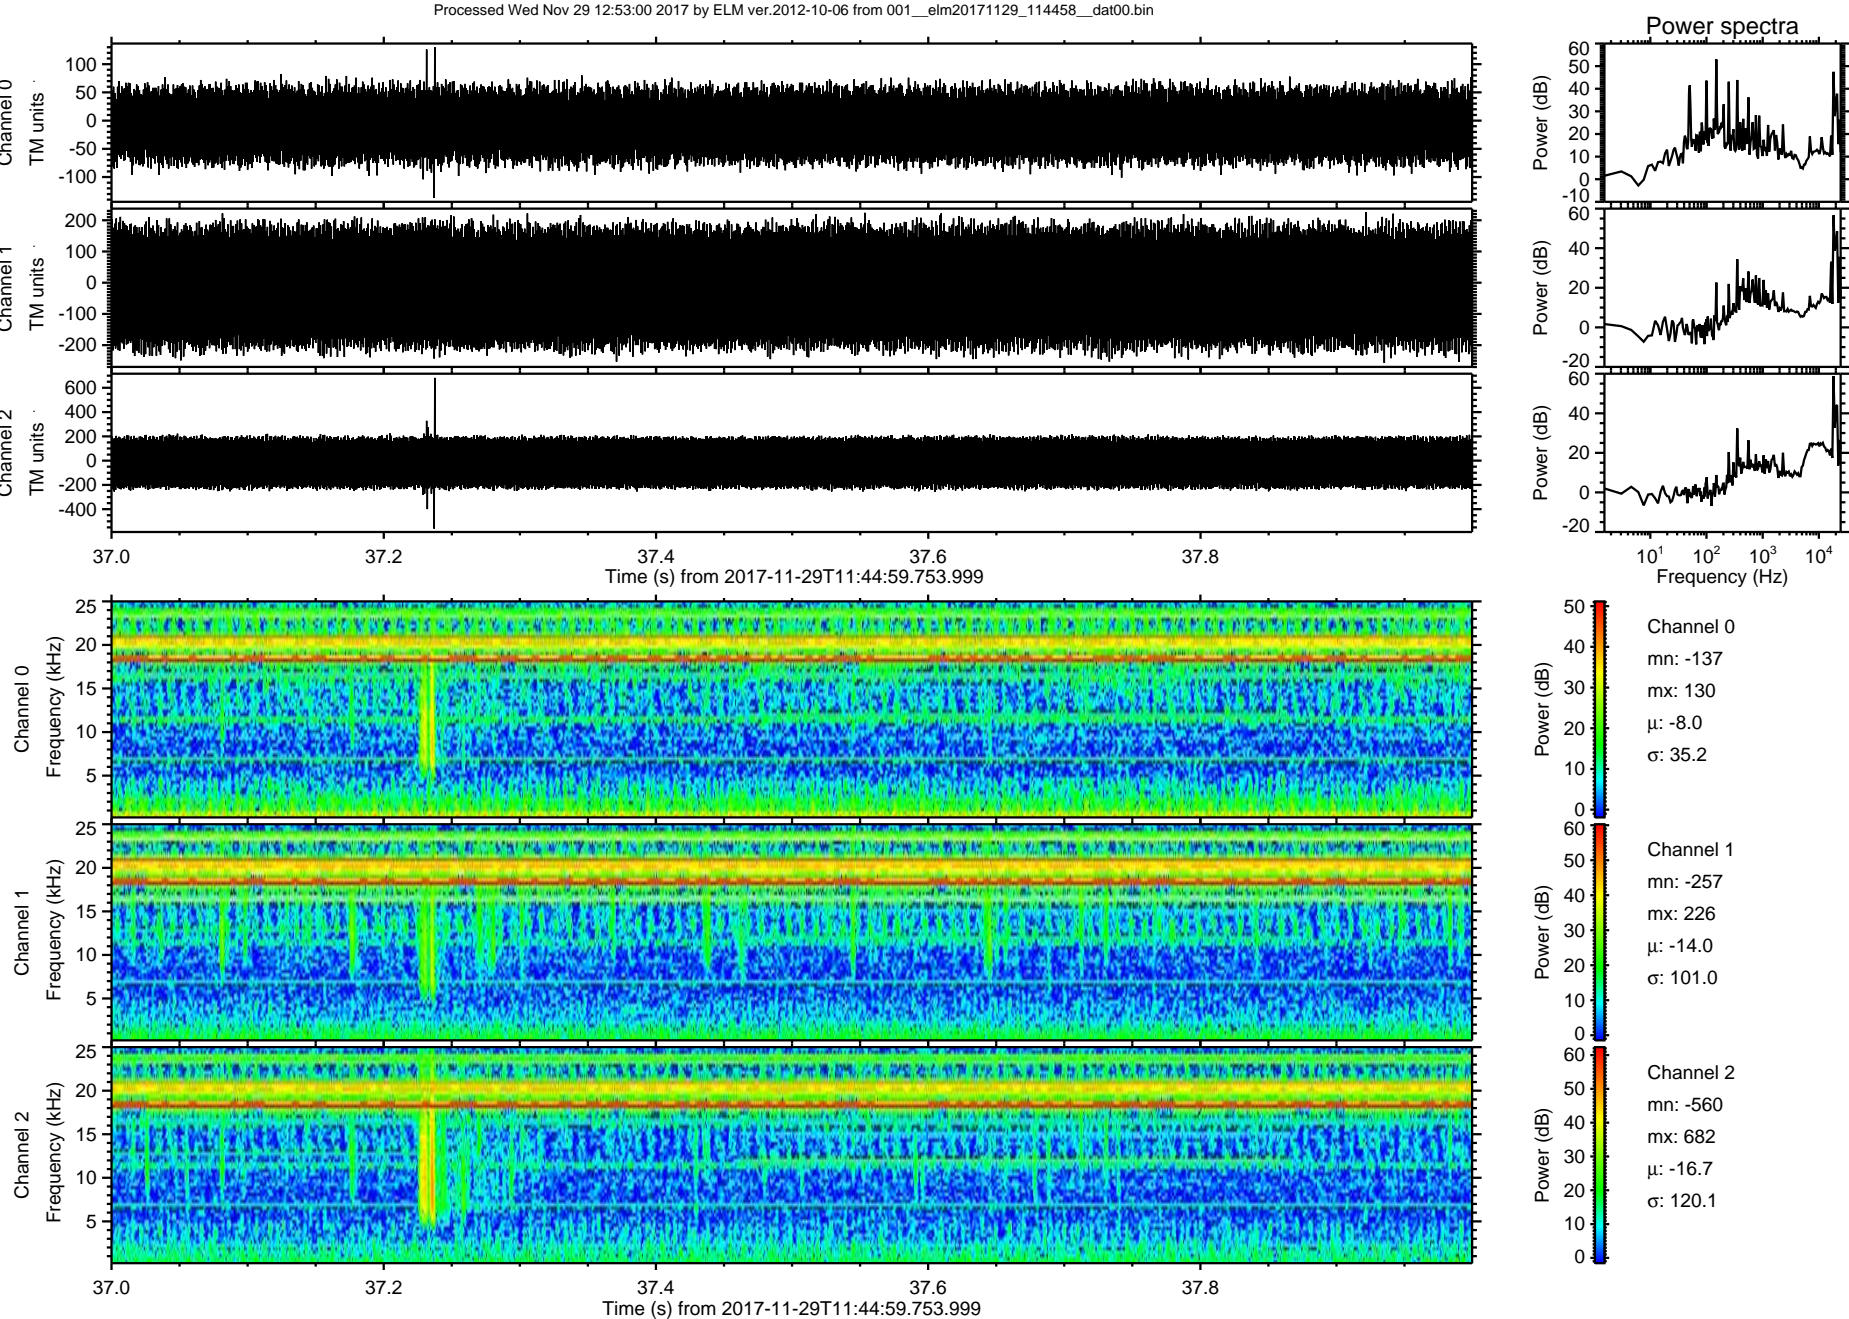 Processed Wed Nov 29 12:53:00 2017 by ELM ver.2012-10-06 from 001__elm20171129_114458__dat00.bin
Power spectra
Channel 0
TM units
100
50
0
-50
-100
Power (dB)
60
50
40
30
20
10
0
-10
Channel 1
TM units
200
100
0
-100
-200
Power (dB)
60
40
20
0
-20
Channel 2
TM units
600
400
200
0
-200
-400
Power (dB)
60
40
20
0
-20
37.0 37.2 37.4 37.6 37.8
Time (s) from 2017-11-29T11:44:59.753.999
10¹ 10² 10³ 10⁴
Frequency (Hz)
Channel 0
Frequency (kHz)
25
20
15
10
5
Power (dB)
50
40
30
20
10
0
Channel 0
mn: -137
mx: 130
μ: -8.0
σ: 35.2
Channel 1
Frequency (kHz)
25
20
15
10
5
Power (dB)
60
50
40
30
20
10
0
Channel 1
mn: -257
mx: 226
μ: -14.0
σ: 101.0
Channel 2
Frequency (kHz)
25
20
15
10
5
Power (dB)
60
50
40
30
20
10
0
Channel 2
mn: -560
mx: 682
μ: -16.7
σ: 120.1
37.0 37.2 37.4 37.6 37.8
Time (s) from 2017-11-29T11:44:59.753.999